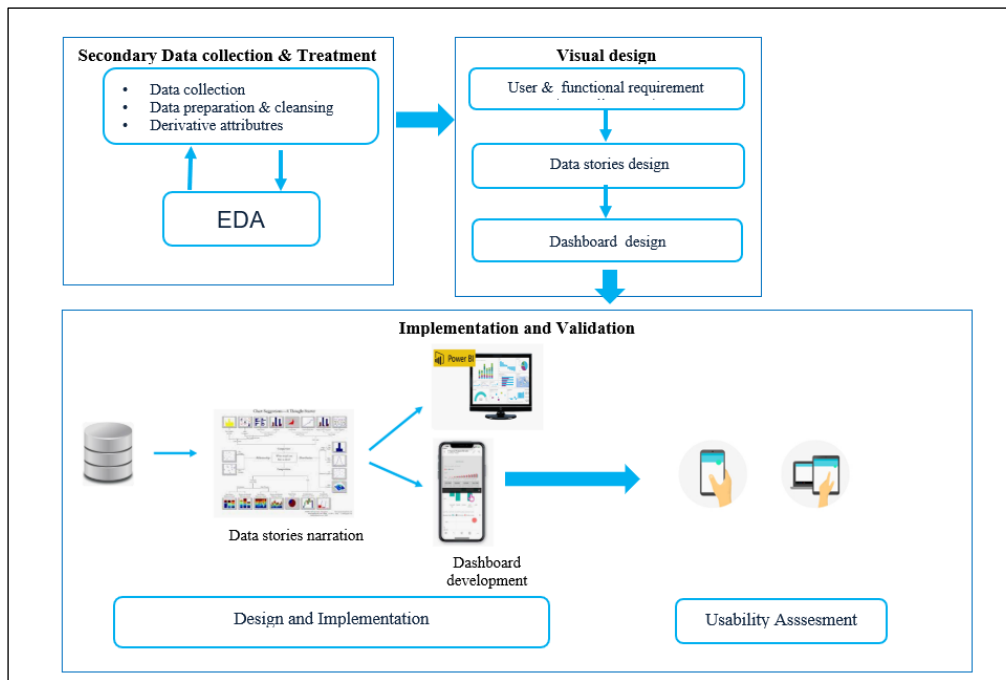 Secondary Data collection & Treatment
• Data collection
• Data preparation & cleansing
• Derivative attributres
EDA
Visual design
User & functional requirement
Data stories design
Dashboard design
Implementation and Validation
Power BI
Data stories narration
Dashboard
development
Design and Implementation
Usability Asssesment